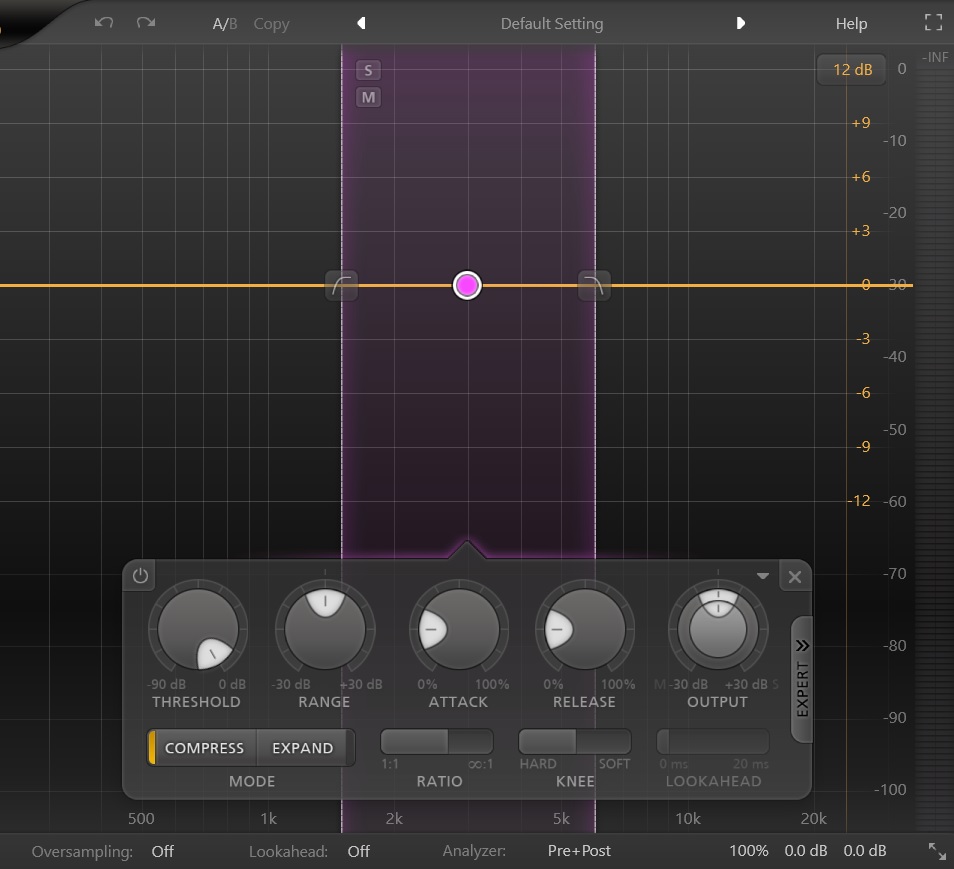 A/B Copy Default Setting Help
-INF
12 dB 0
S
+9
M
-10
+6
-20
+3
0 -30
-3
-40
-6
-50
-9
-12 -60
-70
-90 dB 0 dB -30 dB +30 dB 0% 100% 0% 100% M -30 dB +30 dB S
THRESHOLD RANGE ATTACK RELEASE OUTPUT
EXPERT
-80
-90
COMPRESS EXPAND
1:1 ∞:1 HARD SOFT 0 ms 20 ms
MODE RATIO KNEE LOOKAHEAD
-100
500 1k 2k 5k 10k 20k
Oversampling: Off Lookahead: Off Analyzer: Pre+Post 100% 0.0 dB 0.0 dB